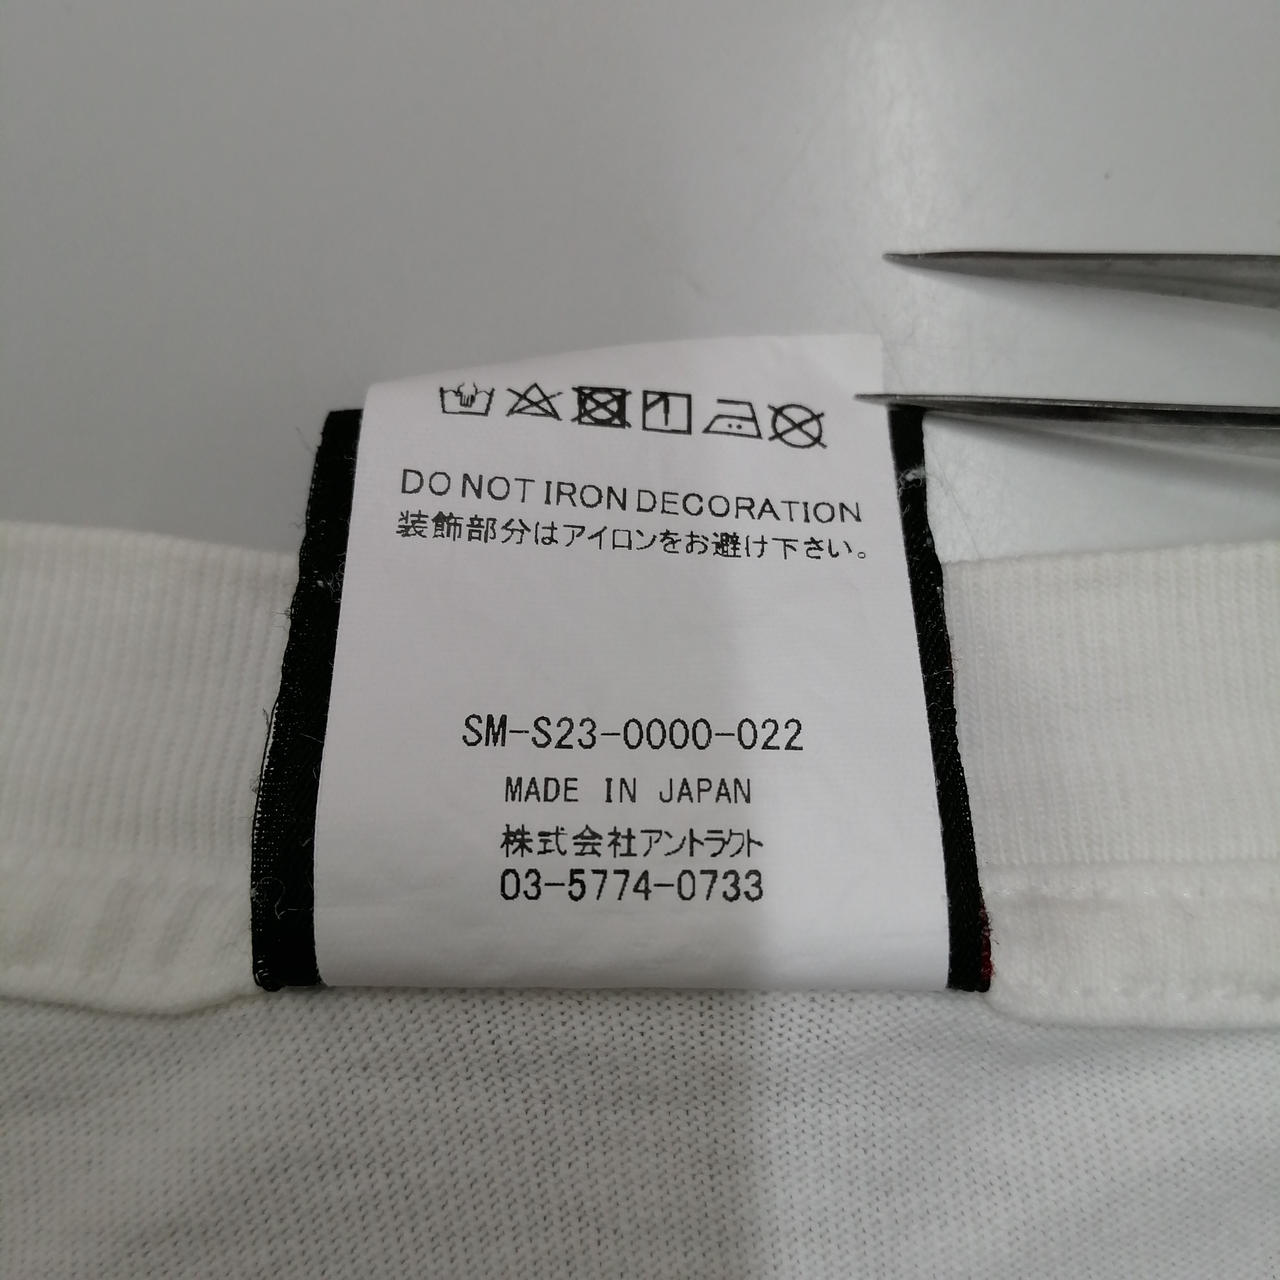 DO NOT IRON DECORATION
装飾部分はアイロンをお避け下さい。
SM-S23-0000-022
MADE IN JAPAN
株式会社アントラクト
03-5774-0733